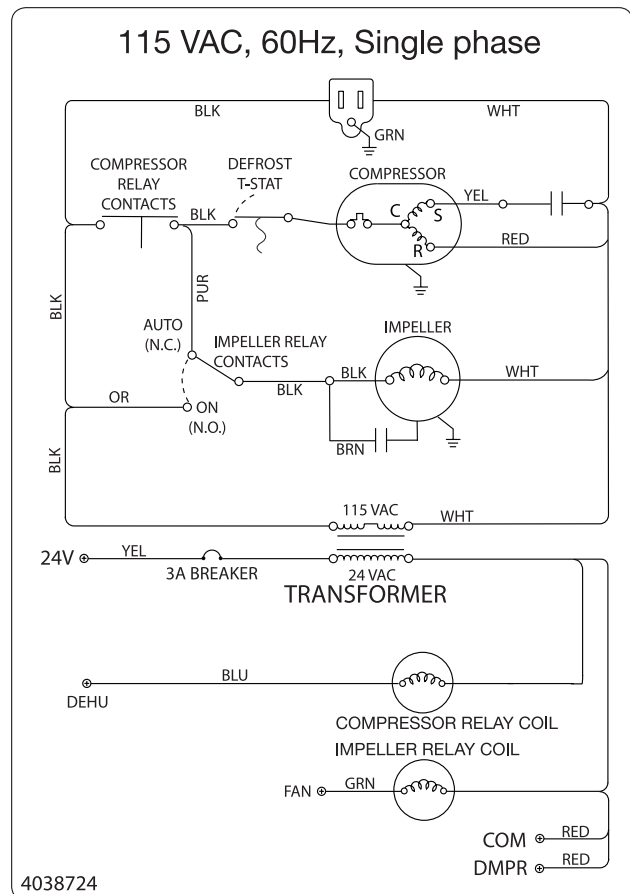 115 VAC, 60Hz, Single phase
BLK
WHT
GRN
COMPRESSOR
RELAY
CONTACTS
DEFROST
T-STAT
COMPRESSOR
BLK
C
S
R
YEL
RED
BLK
PUR
AUTO
(N.C.)
IMPELLER RELAY
CONTACTS
IMPELLER
BLK
BLK
WHT
OR
ON
(N.O.)
BRN
BLK
115 VAC
WHT
24V
YEL
3A BREAKER
24 VAC
TRANSFORMER
BLU
DEHU
COMPRESSOR RELAY COIL
IMPELLER RELAY COIL
FAN
GRN
COM
RED
DMPR
RED
4038724